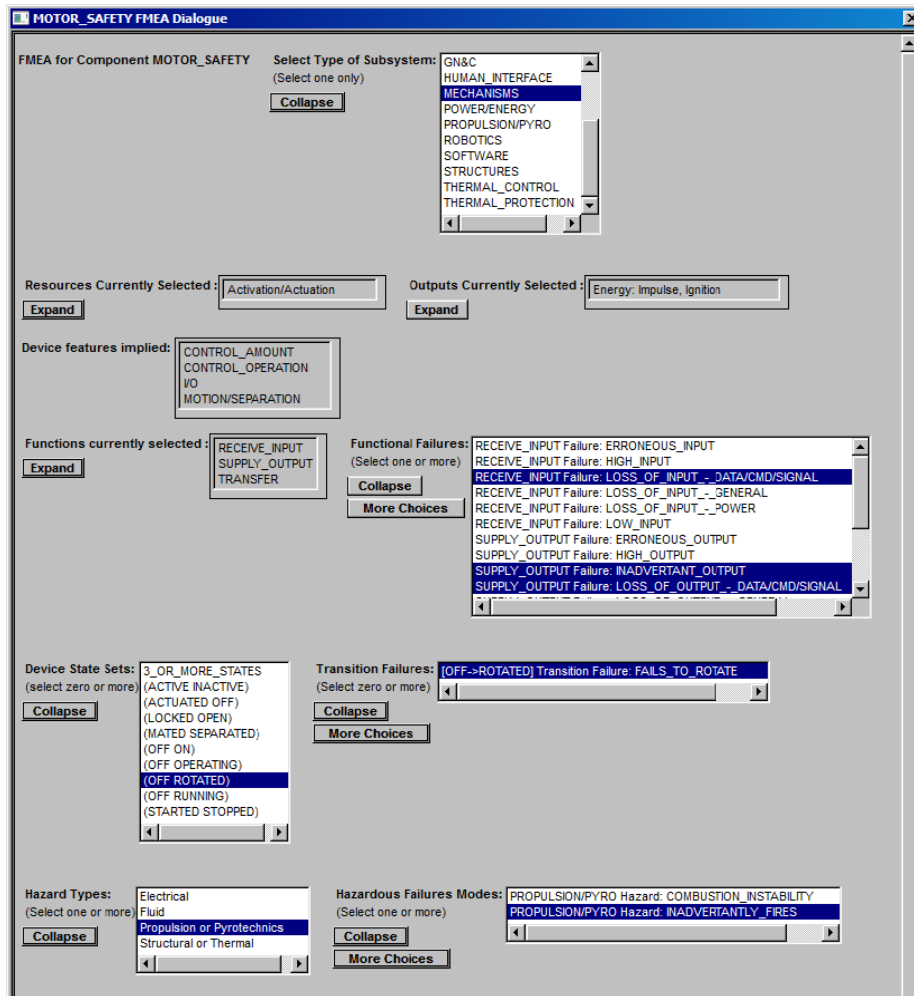 MOTOR_SAFETY FMEA Dialogue
FMEA for Component MOTOR_SAFETY
Select Type of Subsystem:
(Select one only)
Collapse
GN&C
HUMAN_INTERFACE
MECHANISMS
POWER/ENERGY
PROPULSION/PYRO
ROBOTICS
SOFTWARE
STRUCTURES
THERMAL_CONTROL
THERMAL_PROTECTION
Resources Currently Selected :
Activation/Actuation
Expand
Outputs Currently Selected :
Energy: Impulse, Ignition
Expand
Device features implied:
CONTROL_AMOUNT
CONTROL_OPERATION
I/O
MOTION/SEPARATION
Functions currently selected :
Expand
RECEIVE_INPUT
SUPPLY_OUTPUT
TRANSFER
Functional Failures:
(Select one or more)
Collapse
More Choices
RECEIVE_INPUT Failure: ERRONEOUS_INPUT
RECEIVE_INPUT Failure: HIGH_INPUT
RECEIVE_INPUT Failure: LOSS_OF_INPUT_-_DATA/CMD/SIGNAL
RECEIVE_INPUT Failure: LOSS_OF_INPUT_-_GENERAL
RECEIVE_INPUT Failure: LOSS_OF_INPUT_-_POWER
RECEIVE_INPUT Failure: LOW_INPUT
SUPPLY_OUTPUT Failure: ERRONEOUS_OUTPUT
SUPPLY_OUTPUT Failure: HIGH_OUTPUT
SUPPLY_OUTPUT Failure: INADVERTANT_OUTPUT
SUPPLY_OUTPUT Failure: LOSS_OF_OUTPUT_-_DATA/CMD/SIGNAL
Device State Sets:
(select zero or more)
Collapse
3_OR_MORE_STATES
(ACTIVE INACTIVE)
(ACTUATED OFF)
(LOCKED OPEN)
(MATED SEPARATED)
(OFF ON)
(OFF OPERATING)
(OFF ROTATED)
(OFF RUNNING)
(STARTED STOPPED)
Transition Failures:
(Select zero or more)
Collapse
More Choices
[OFF->ROTATED] Transition Failure: FAILS_TO_ROTATE
Hazard Types:
(Select one or more)
Collapse
Electrical
Fluid
Propulsion or Pyrotechnics
Structural or Thermal
Hazardous Failures Modes:
(Select one or more)
Collapse
More Choices
PROPULSION/PYRO Hazard: COMBUSTION_INSTABILITY
PROPULSION/PYRO Hazard: INADVERTANTLY_FIRES